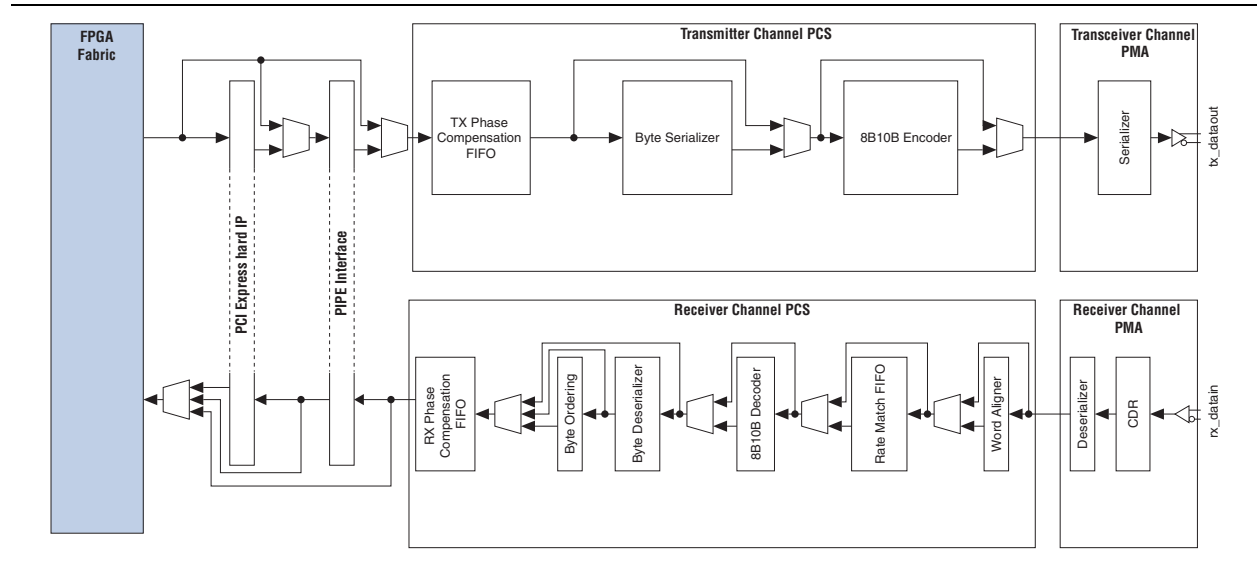 FPGA
Fabric
Transmitter Channel PCS
Transceiver Channel
PMA
TX Phase
Compensation
FIFO
Byte Serializer
8B10B Encoder
Serializer
tx_dataout
PCI Express hard IP
PIPE Interface
Receiver Channel PCS
Receiver Channel
PMA
RX Phase
Compensation
FIFO
Byte Ordering
Byte Deserializer
8B10B Decoder
Rate Match FIFO
Word Aligner
Deserializer
CDR
rx_datain